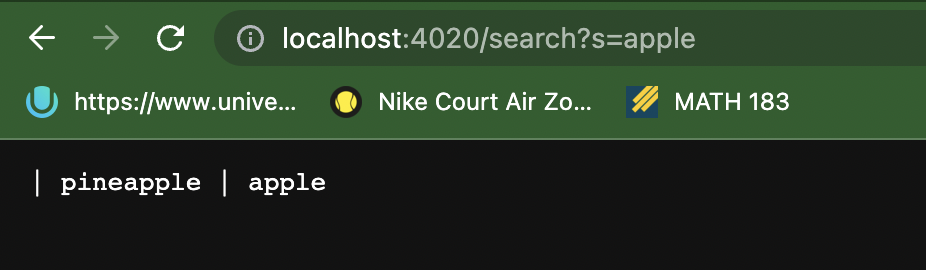 localhost:4020/search?s=apple
https://www.unive... Nike Court Air Zo... MATH 183
| pineapple | apple